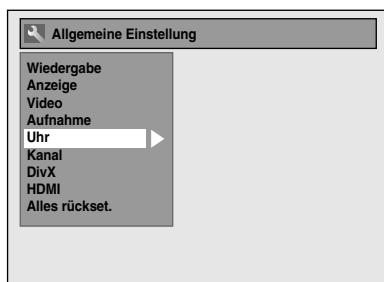 Allgemeine Einstellung
Wiedergabe
Anzeige
Video
Aufnahme
Uhr
Kanal
DivX
HDMI
Alles rückset.